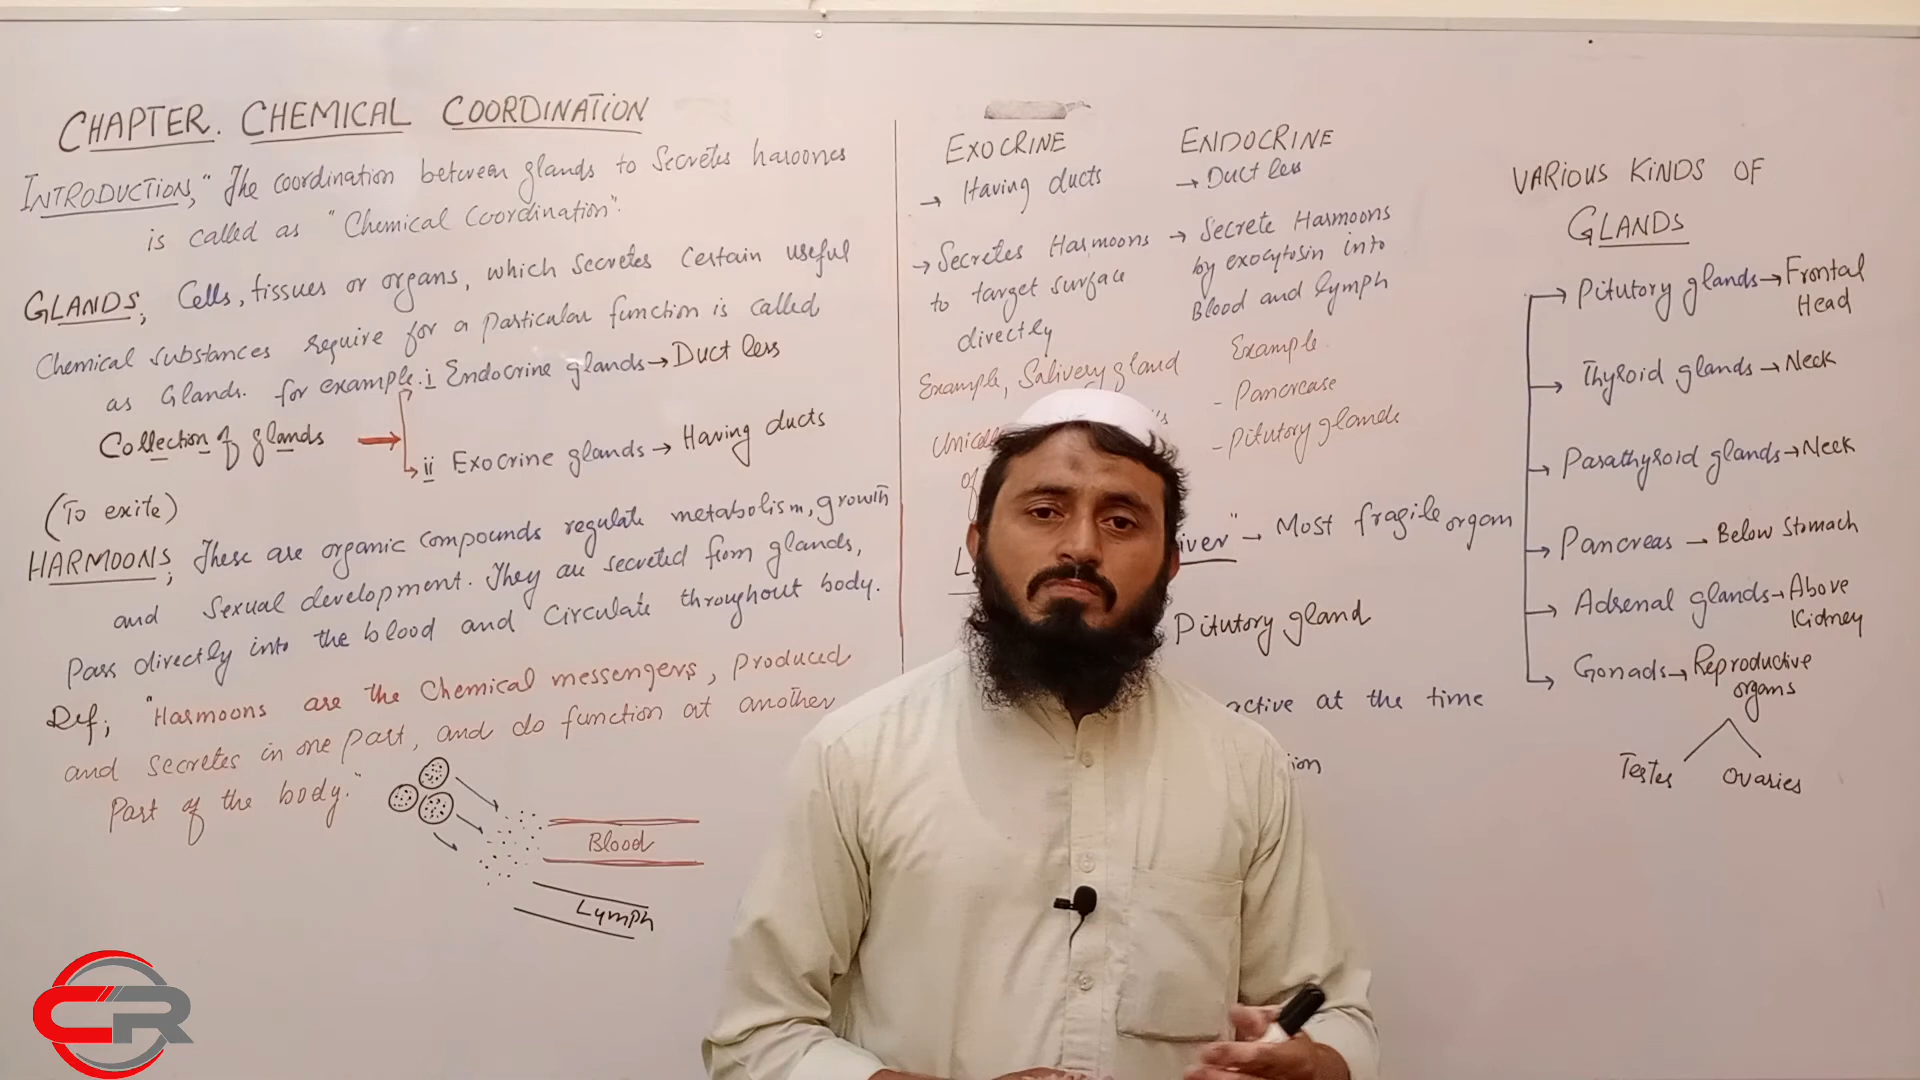 CHAPTER. CHEMICAL COORDINATION
INTRODUCTION; "The coordination between glands to Secretes haroones
is called as "Chemical Coordination".
GLANDS; Cells, tissues or organs, which secretes certain useful
Chemical substances require for a particular function is called
as Glands. for example. i Endocrine glands → Duct less
Collection of glands →
ii Exocrine glands → Having ducts
(To exite)
HARMOONS; These are organic compounds regulate metabolism, growth
and sexual development. They are secreted from glands,
Pass directly into the blood and circulate throughout body.
Def; "Harmoons are the Chemical messengers, produced
and secretes in one part, and do function at another
Part of the body."
Blood
Lymph
EXOCRINE
→ Having ducts
→ Secretes Harmoons
to target surface
directly
Example, Salivery gland
of
ENDOCRINE
→ Duct less
→ Secrete Harmoons
by exocytosin into
Blood and lymph
Example.
- Pancrease
- Pitutory glands
iver" → Most fragile organ
Pitutory gland
active at the time
ion
VARIOUS KINDS OF
GLANDS
→ Pitutory glands → Frontal
Head
→ Thyroid glands → Neck
→ Parathyroid glands → Neck
→ Pancreas → Below Stomach
→ Adrenal glands → Above
Kidney
→ Gonads → Reproductive
organs
Testes
Ovaries
CR